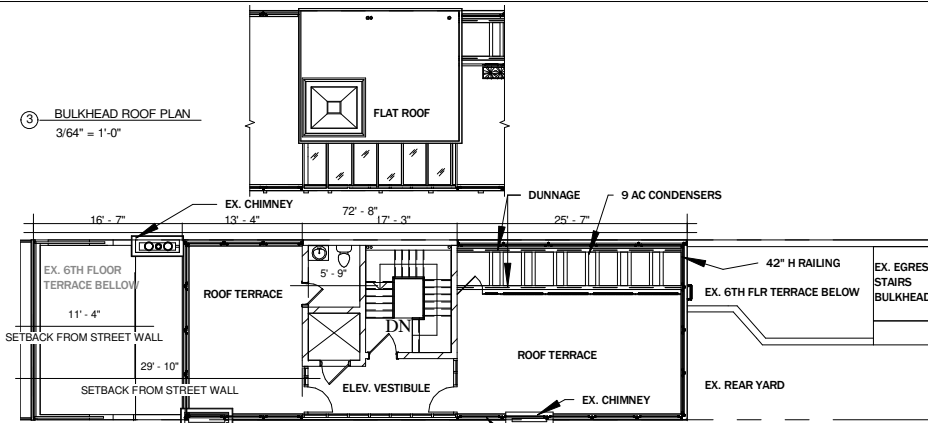 FLAT ROOF
3 BULKHEAD ROOF PLAN
3/64" = 1'-0"
DUNNAGE
9 AC CONDENSERS
EX. CHIMNEY
72' - 8"
16' - 7"
13' - 4"
17' - 3"
25' - 7"
42" H RAILING
EX. 6TH FLOOR
TERRACE BELLOW
5' - 9"
EX. EGRES
STAIRS
BULKHEAD
ROOF TERRACE
EX. 6TH FLR TERRACE BELOW
11' - 4"
DN
SETBACK FROM STREET WALL
ROOF TERRACE
29' - 10"
SETBACK FROM STREET WALL
ELEV. VESTIBULE
EX. REAR YARD
EX. CHIMNEY